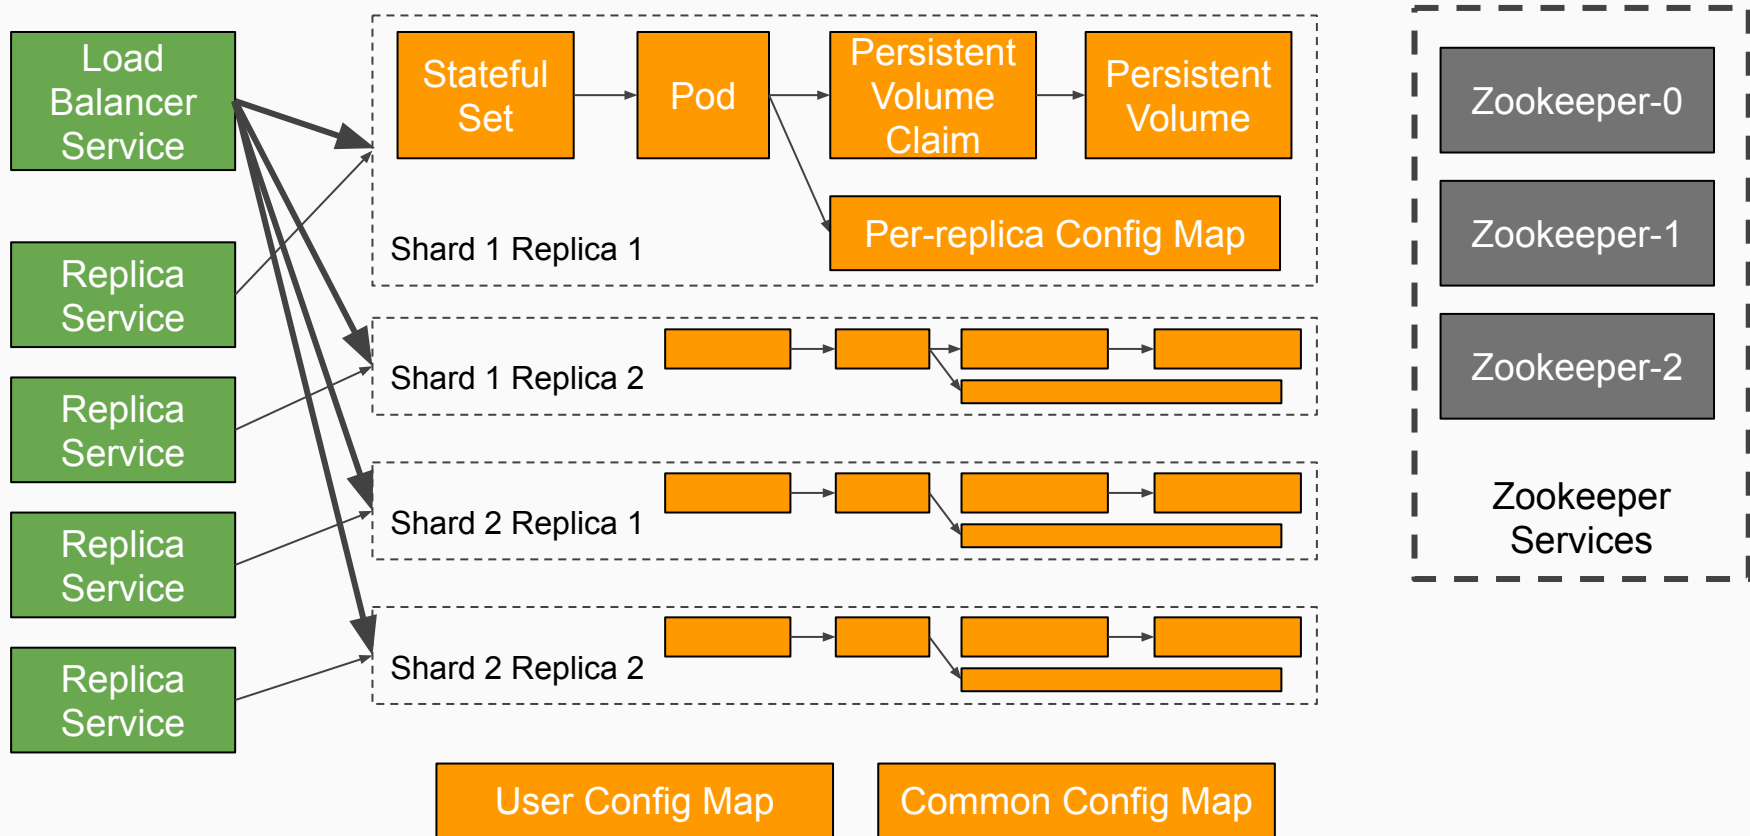 Load
Balancer
Service
Replica
Service
Replica
Service
Replica
Service
Replica
Service
Stateful
Set
Pod
Persistent
Volume
Claim
Persistent
Volume
Per-replica Config Map
Shard 1 Replica 1
Shard 1 Replica 2
Shard 2 Replica 1
Shard 2 Replica 2
User Config Map
Common Config Map
Zookeeper-0
Zookeeper-1
Zookeeper-2
Zookeeper
Services